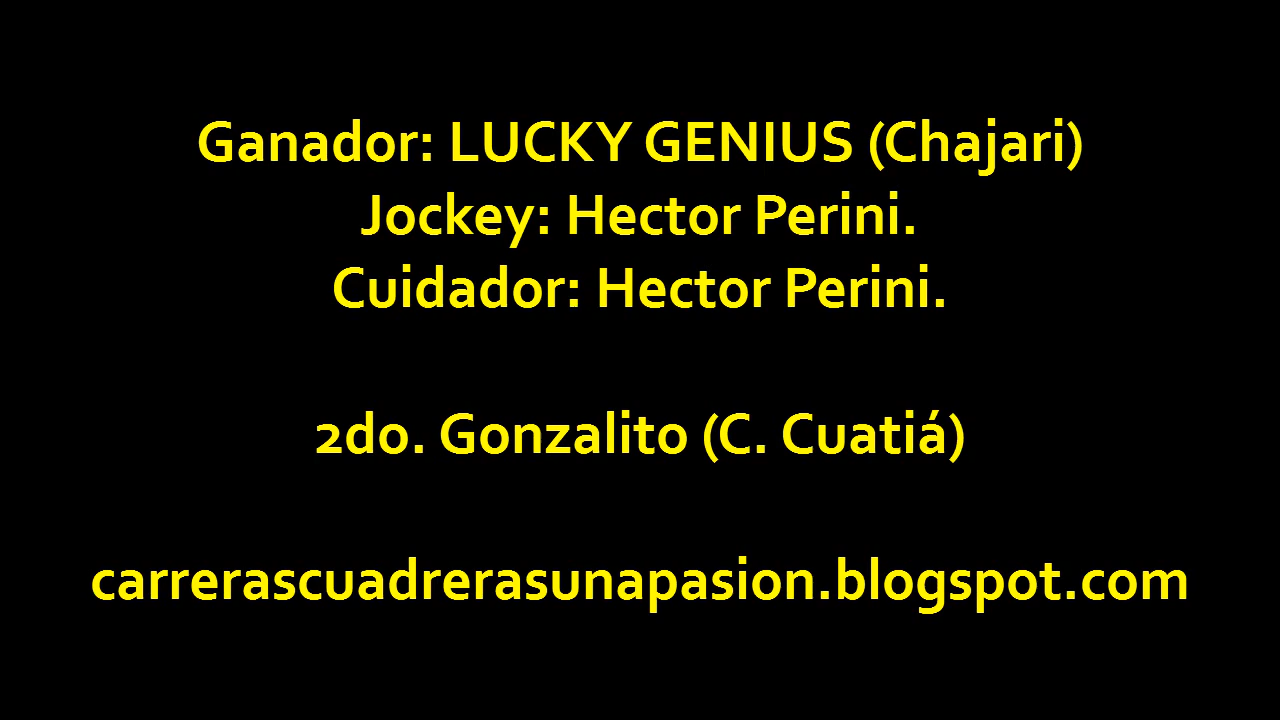 Ganador: LUCKY GENIUS (Chajari)
Jockey: Hector Perini.
Cuidador: Hector Perini.
2do. Gonzalito (C. Cuatiá)
carrerascuadrerasunapasion.blogspot.com